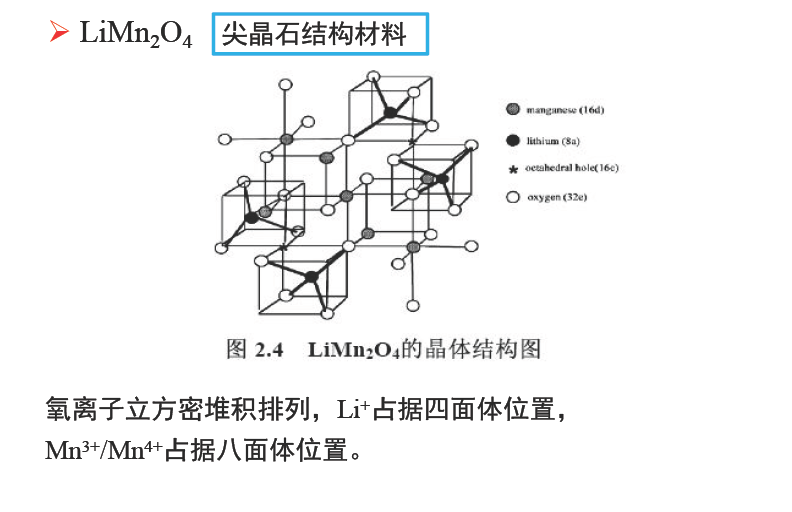 LiMn₂O₄ 尖晶石结构材料
manganese (16d)
lithium (8a)
octahedral hole(16c)
oxygen (32e)
图 2.4 LiMn₂O₄的晶体结构图
氧离子立方密堆积排列，Li⁺占据四面体位置，
Mn³⁺/Mn⁴⁺占据八面体位置。